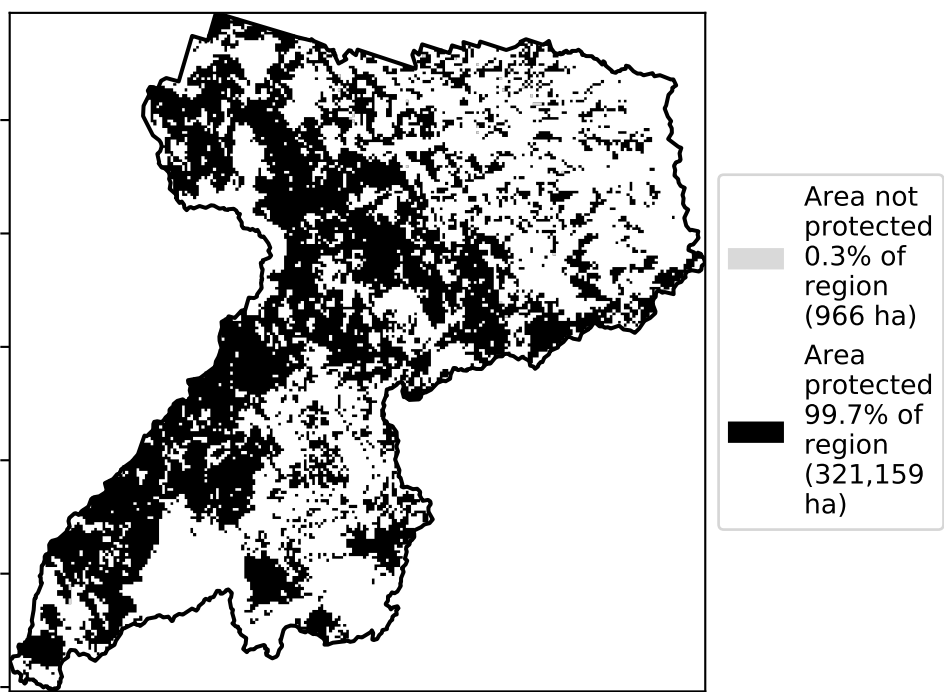 Area not
protected
0.3% of
region
(966 ha)
Area
protected
99.7% of
region
(321,159
ha)